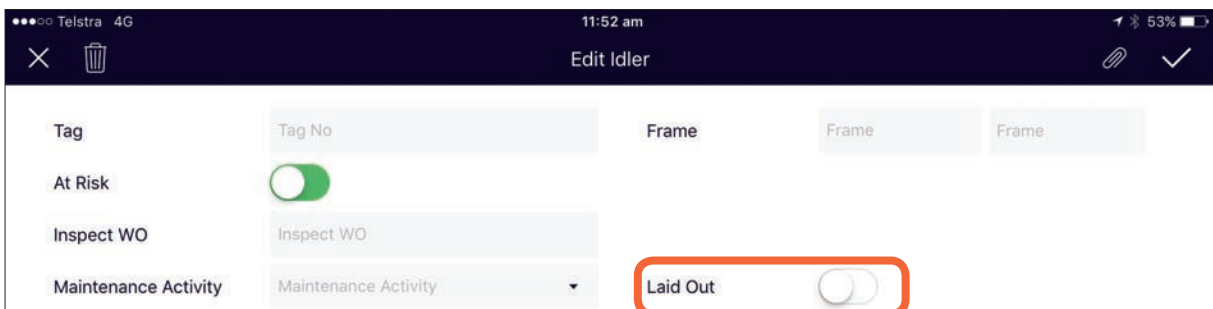 Telstra 4G 11:52 am 53%
Edit Idler
Tag Tag No Frame Frame Frame
At Risk
Inspect WO Inspect WO
Maintenance Activity Maintenance Activity Laid Out